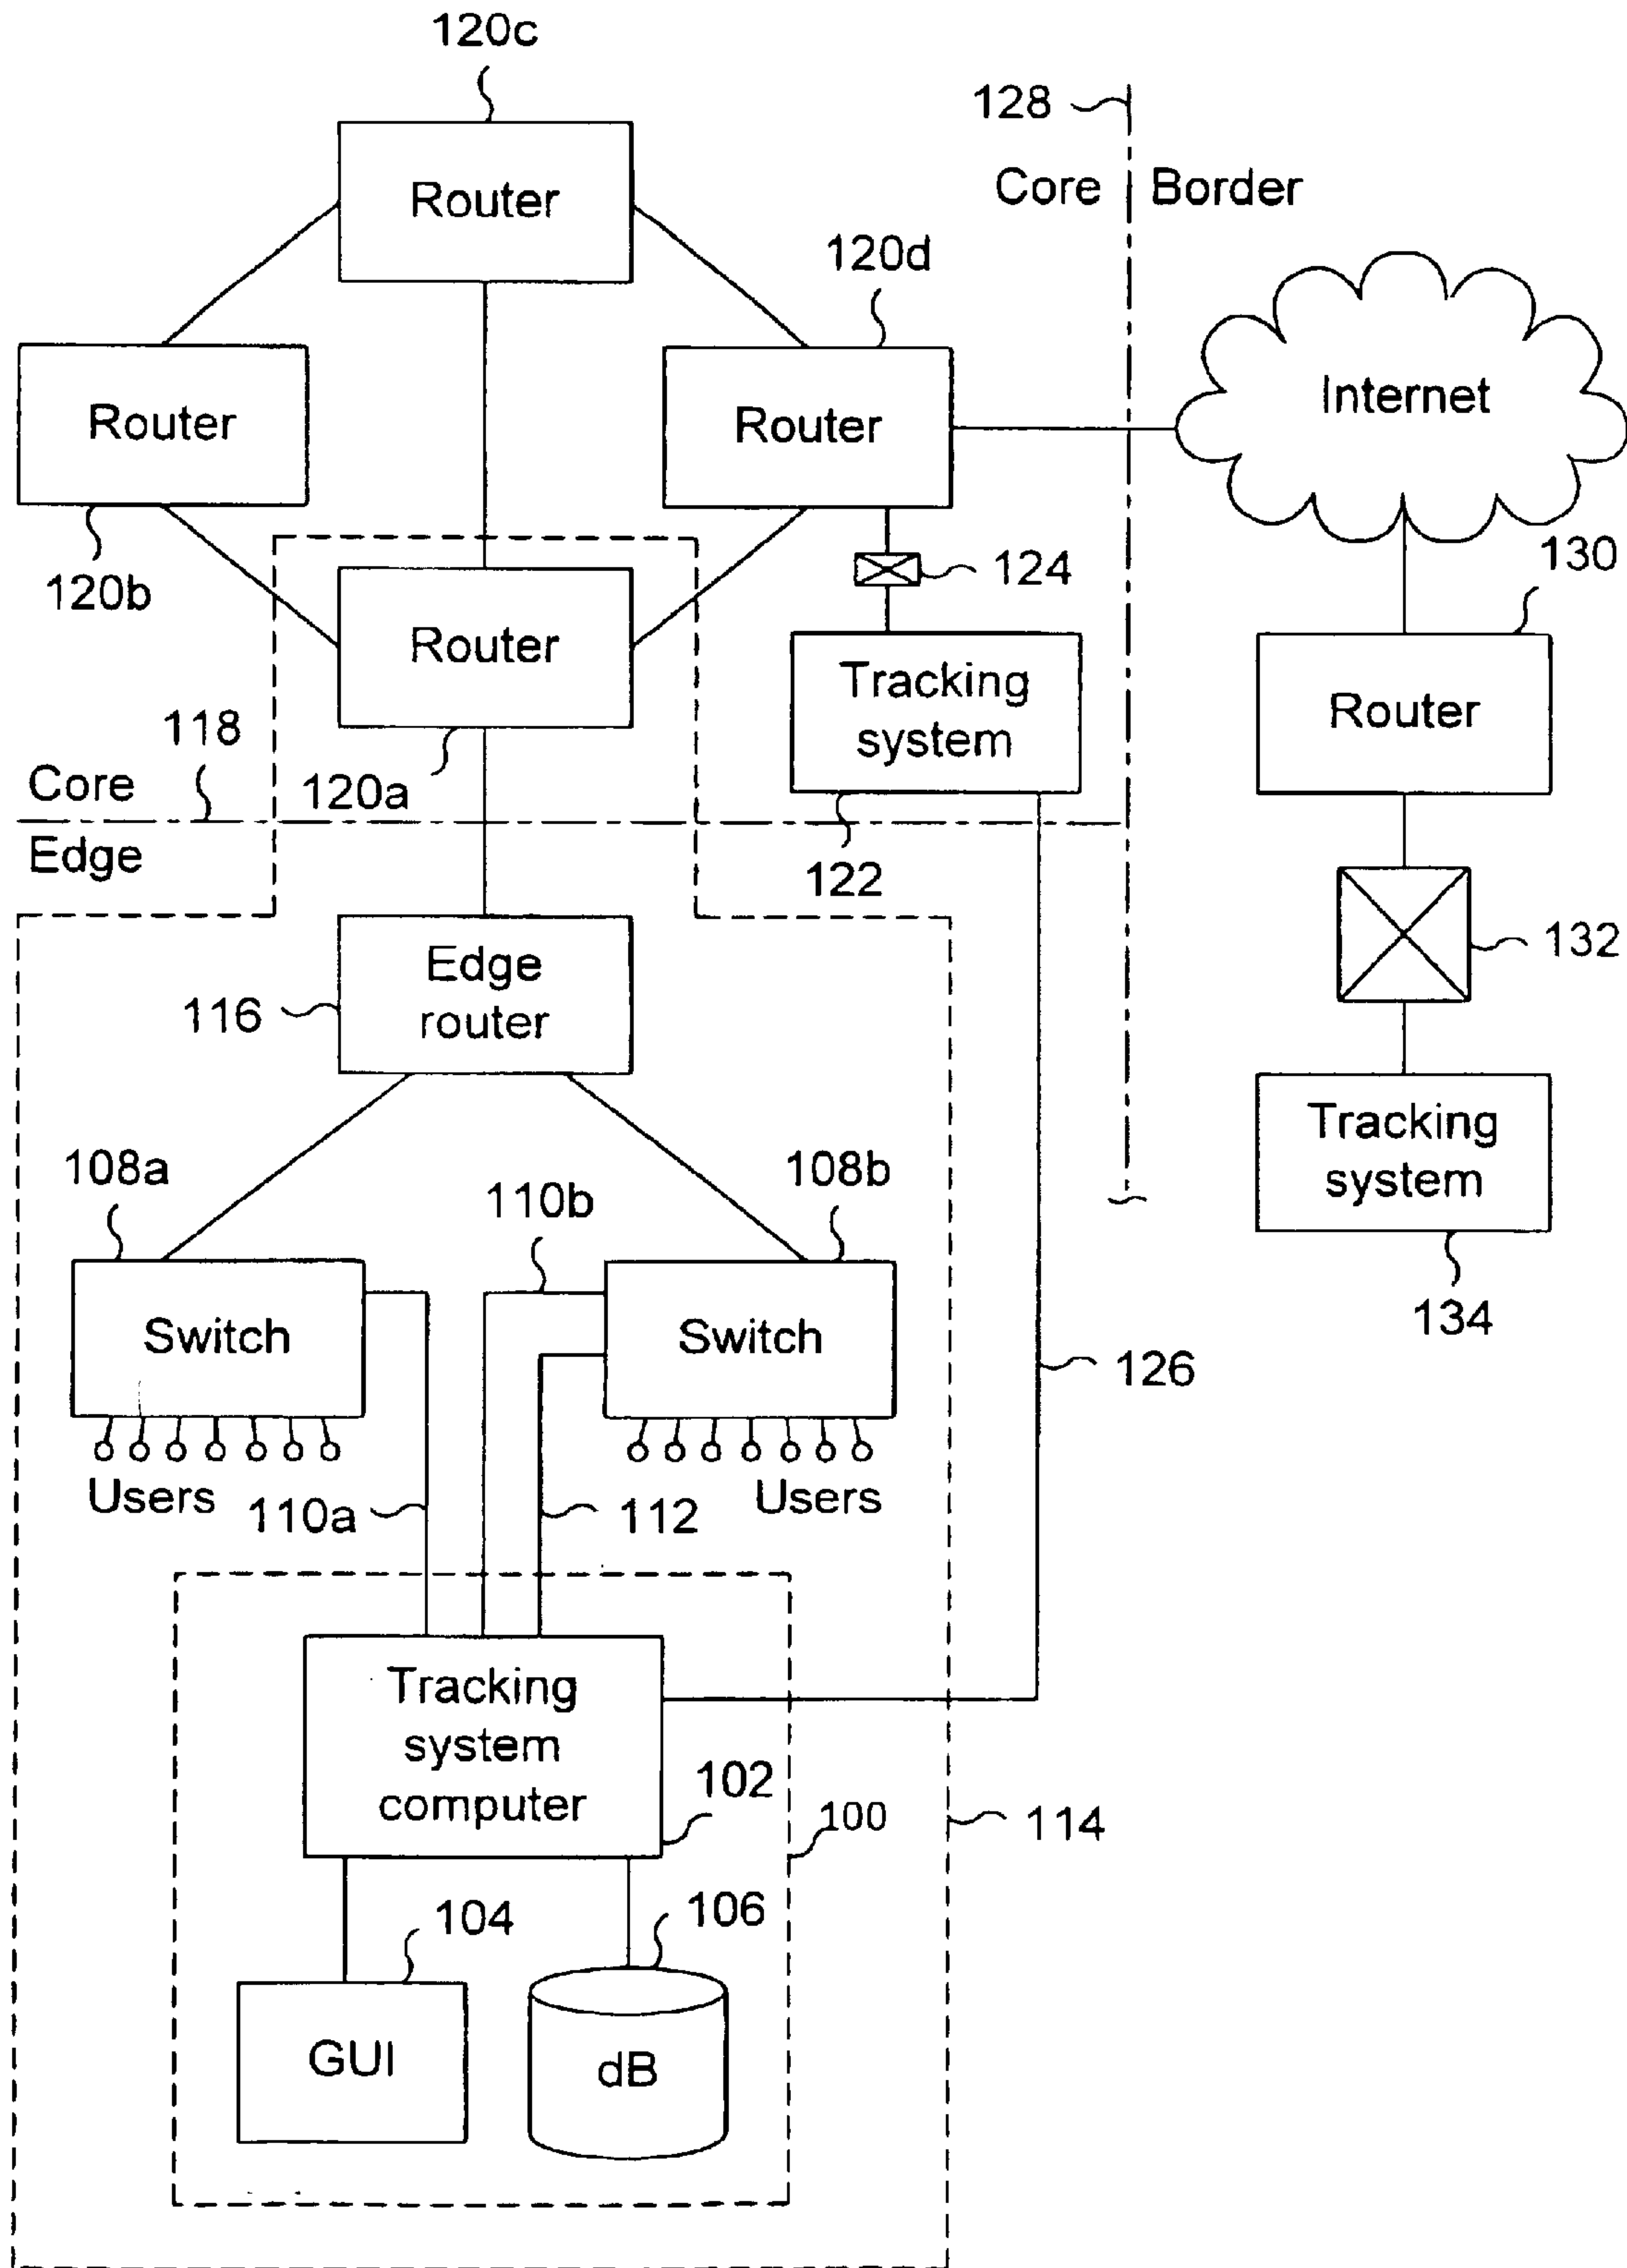 120c
128
Core
Border
Router
120d
Router
Router
Internet
120b
124
130
Router
Tracking
system
Router
118
Core
120a
Edge
122
132
Edge
router
116
Tracking
system
108a
110b
108b
134
Switch
Switch
126
Users
110a
112
Users
Tracking
system
computer
102
100
114
104
106
GUI
dB